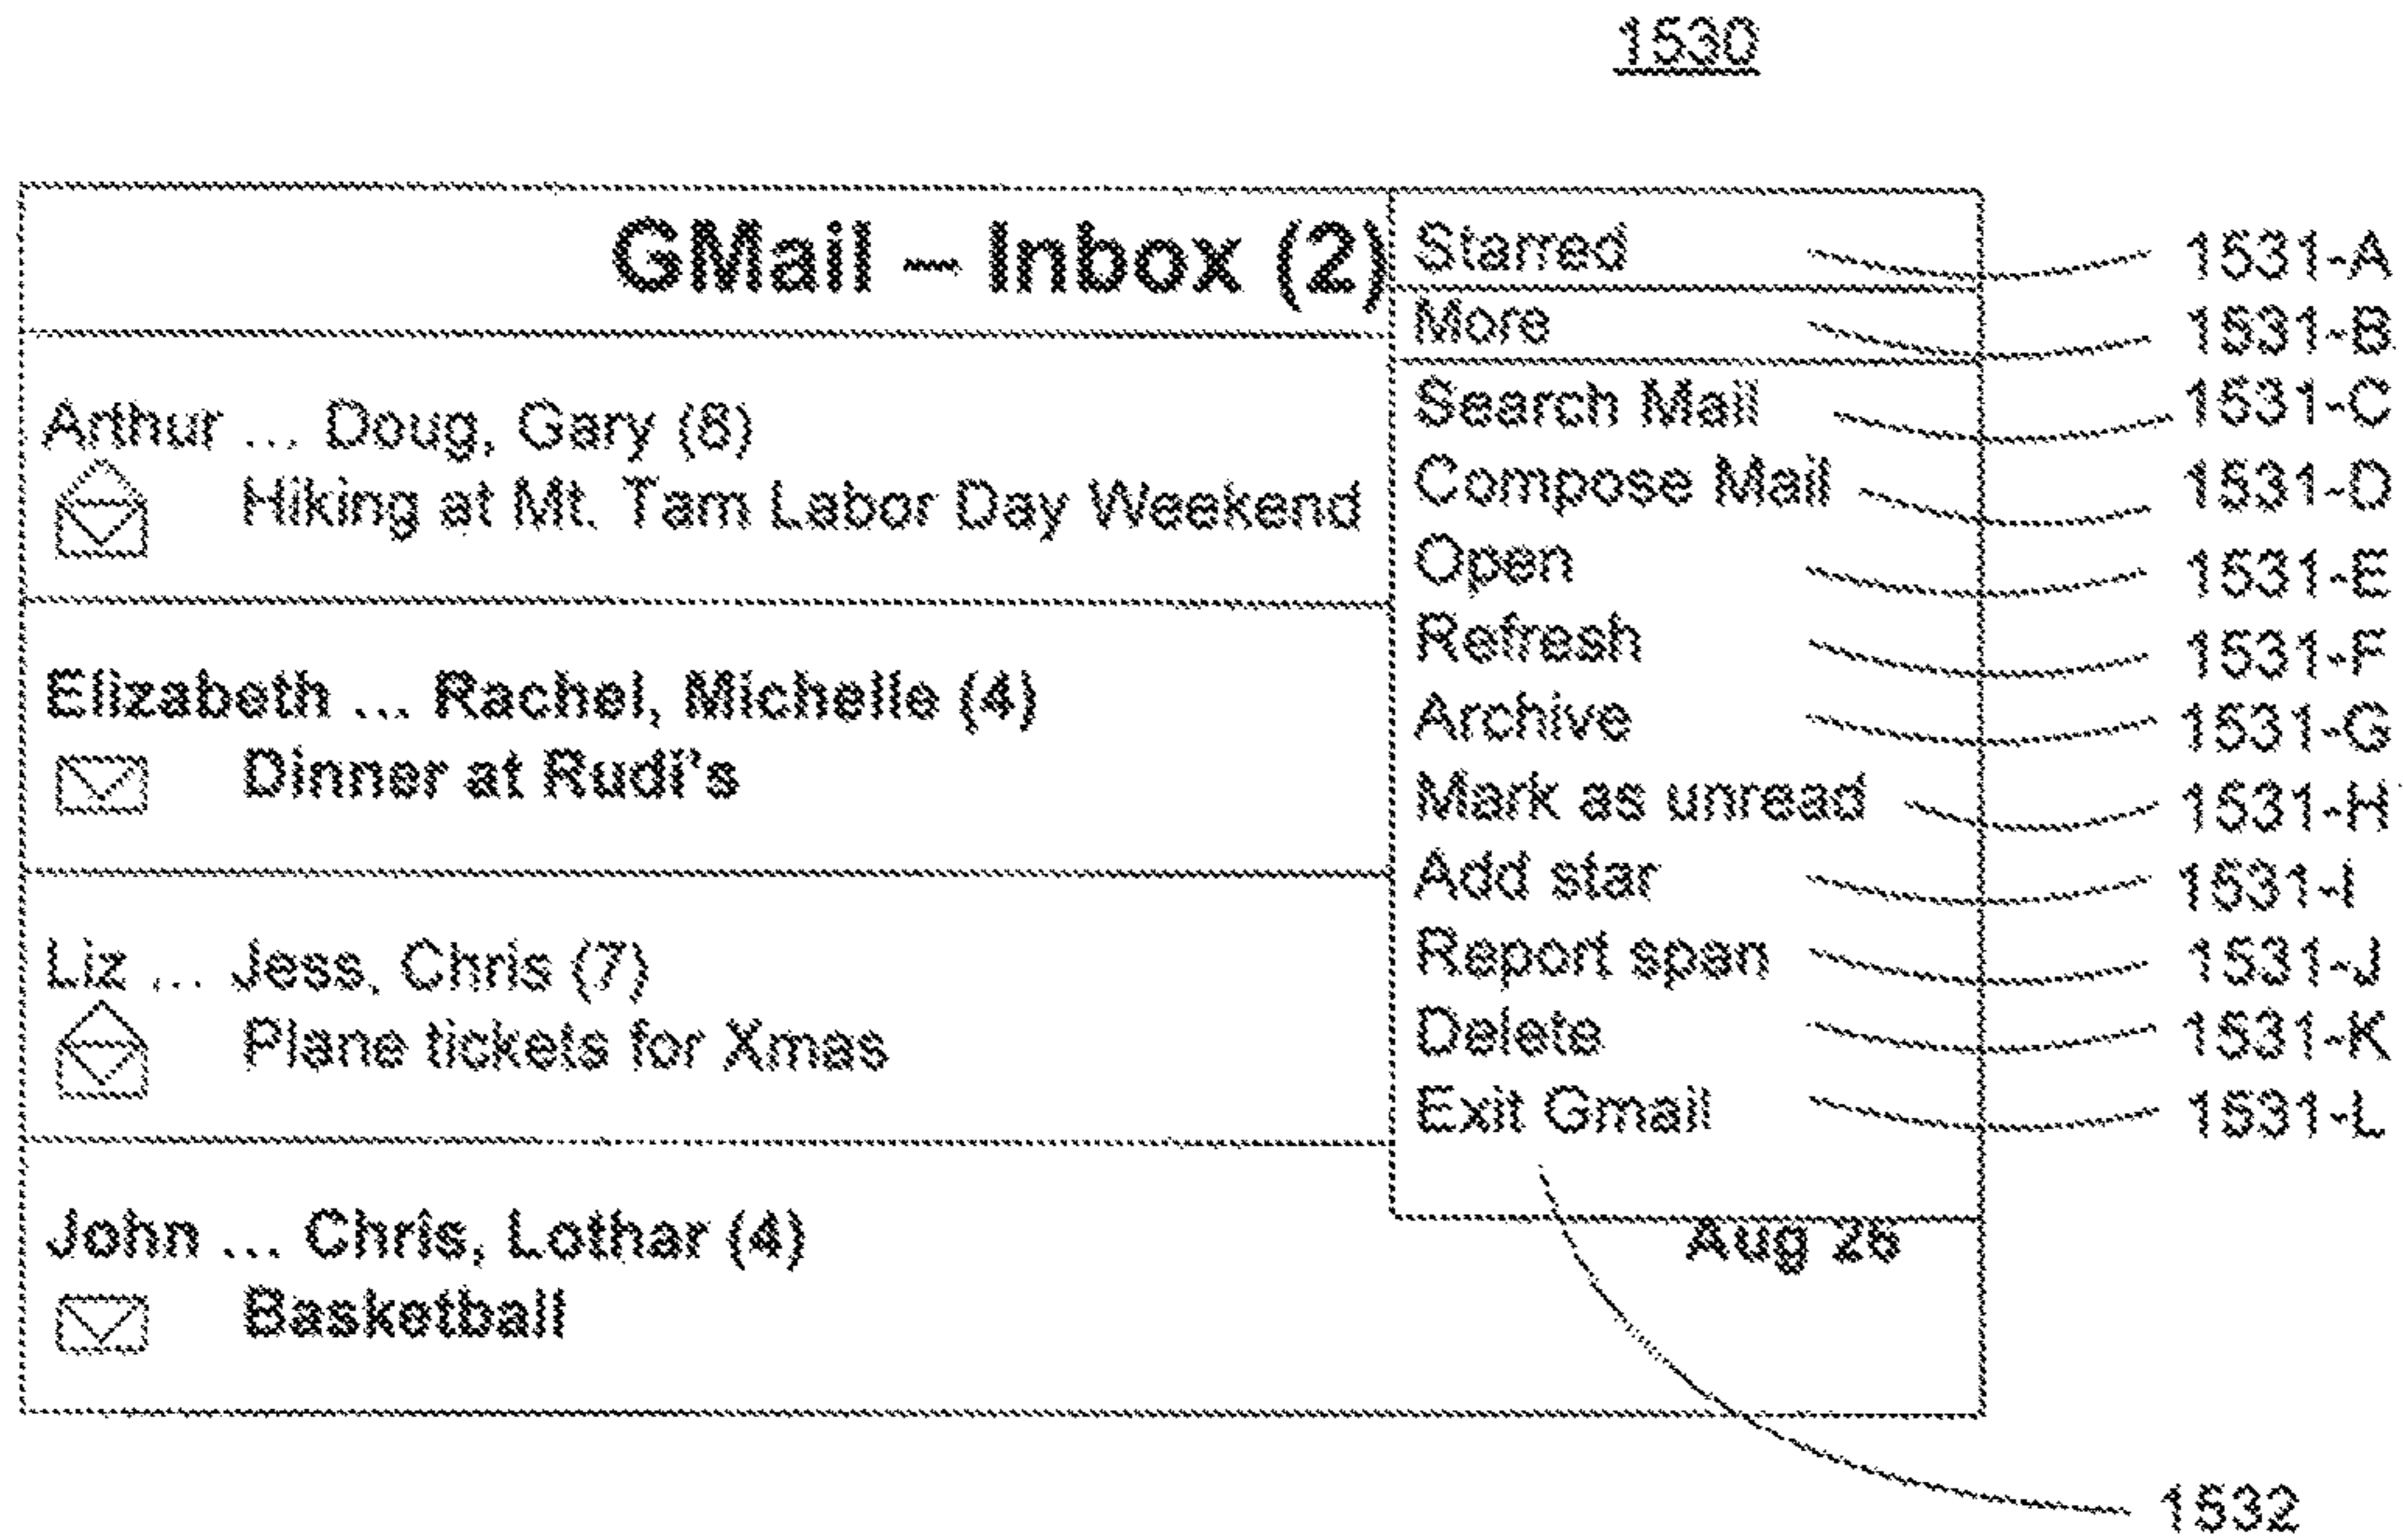 1530
GMail – Inbox (2)
Arthur ... Doug, Gary (6)
Hiking at Mt. Tam Labor Day Weekend
Elizabeth ... Rachel, Michelle (4)
Dinner at Rudi's
Liz ... Jess, Chris (7)
Plane tickets for Xmas
John ... Chris, Lothar (4)
Basketball
Starred
More
Search Mail
Compose Mail
Open
Refresh
Archive
Mark as unread
Add star
Report span
Delete
Exit Gmail
Aug 26
1531-A
1531-B
1531-C
1531-D
1531-E
1531-F
1531-G
1531-H
1531-I
1531-J
1531-K
1531-L
1532